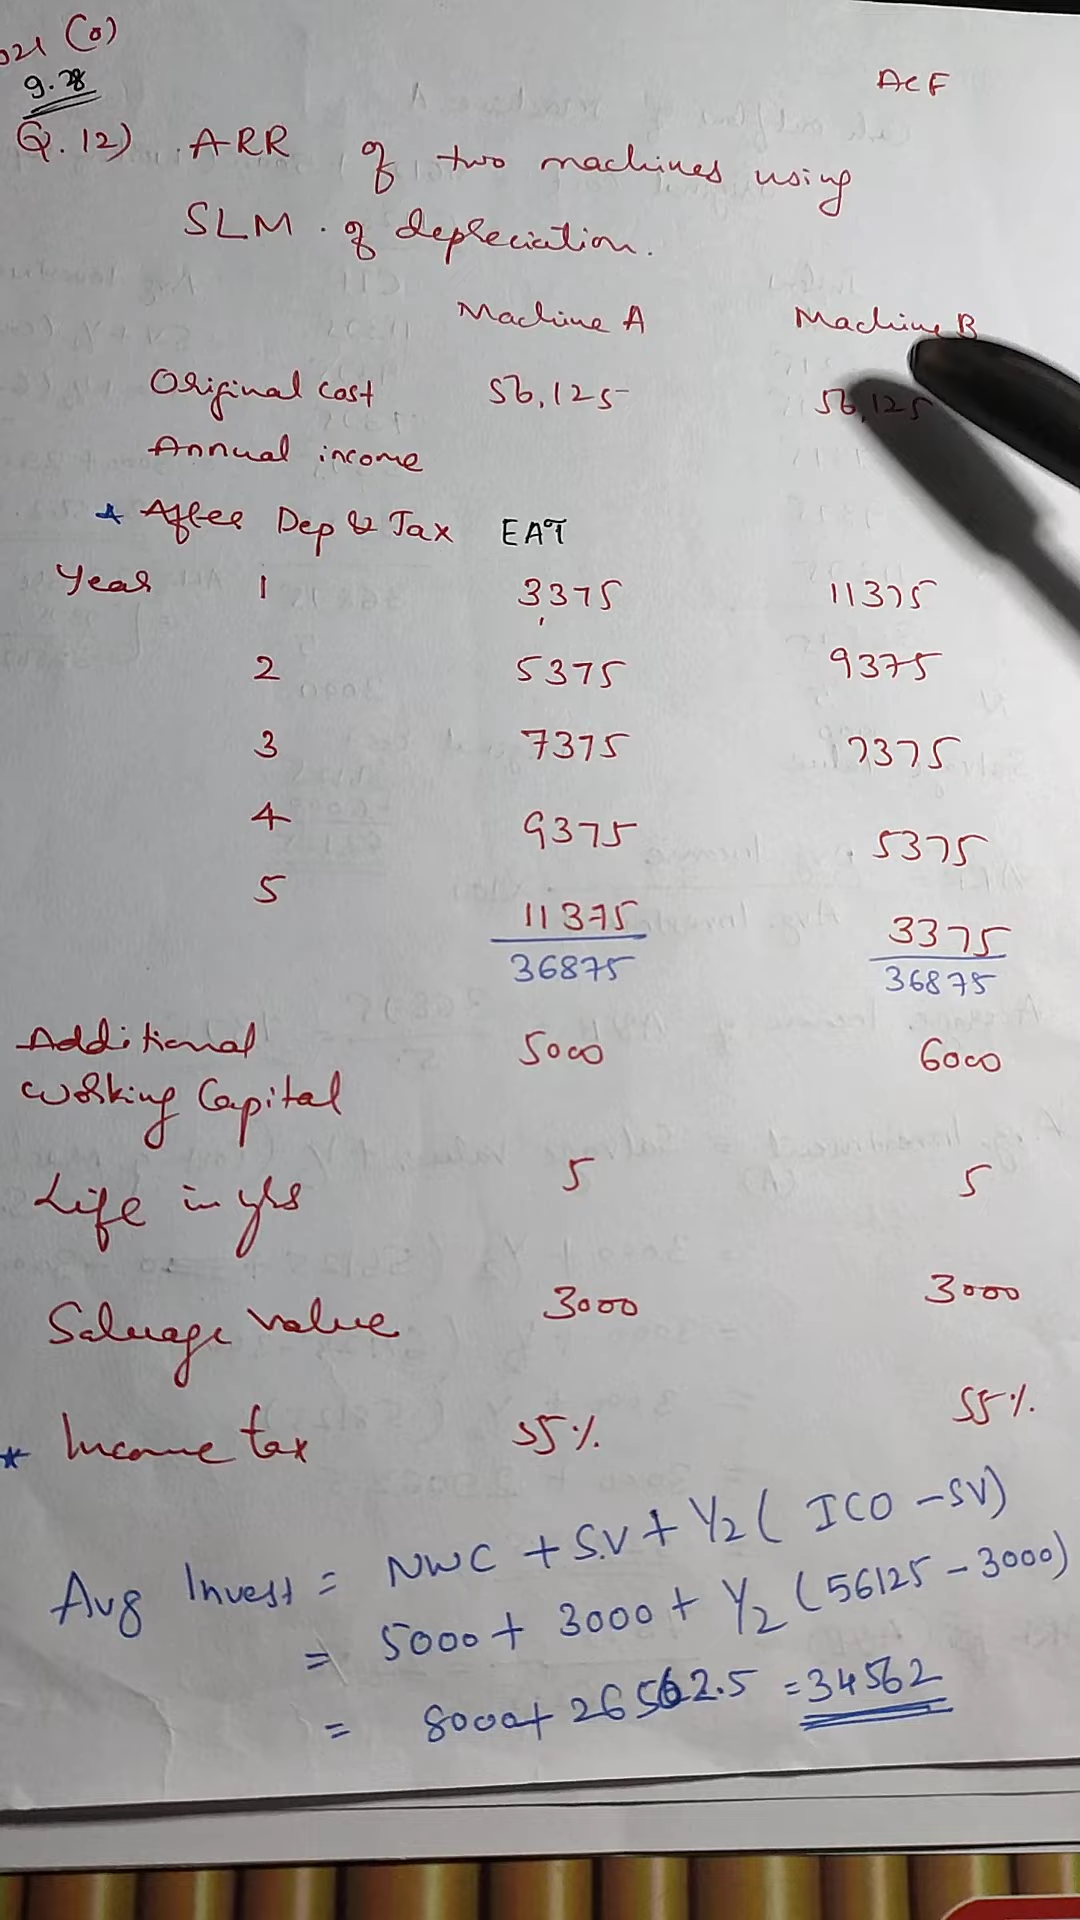 021 (0)
9.28
ACF
Q.12) ARR of two machines using
SLM. of depreciation.
Machine A Machine B
Original cost 56,125 56,125
Annual income
* After Dep & Tax EAT
Year 1 3375 11375
2 5375 9375
3 7375 7375
4 9375 5375
5 11375 3375
36875 36875
Additional 5000 6000
Working Capital
Life in yrs 5 5
Salvage value 3000 3000
* Income tax 55% 55%
Avg Invest = NWC + S.V + 1/2 ( ICO - SV)
= 5000 + 3000 + 1/2 (56125 - 3000)
= 8000 + 26562.5 = 34562